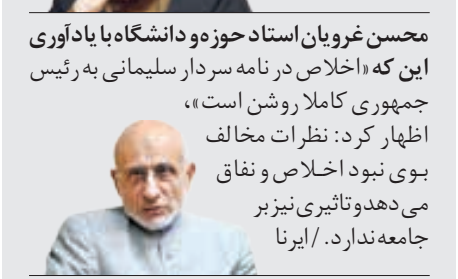 محسن غرویان استاد حوزه و دانشگاه با یادآوری
این که «اخلاص در نامه سردار سلیمانی به رئیس
جمهوری کاملا روشن است»،
اظهار کرد: نظرات مخالف
بوی نبود اخلاص و نفاق
می‌دهد و تاثیری نیز بر
جامعه ندارد. /ایرنا